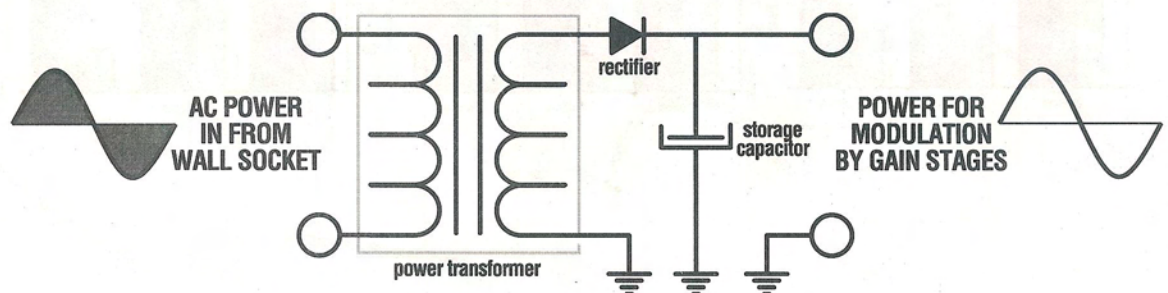 rectifier
AC POWER
IN FROM
WALL SOCKET
storage
capacitor
POWER FOR
MODULATION
BY GAIN STAGES
power transformer